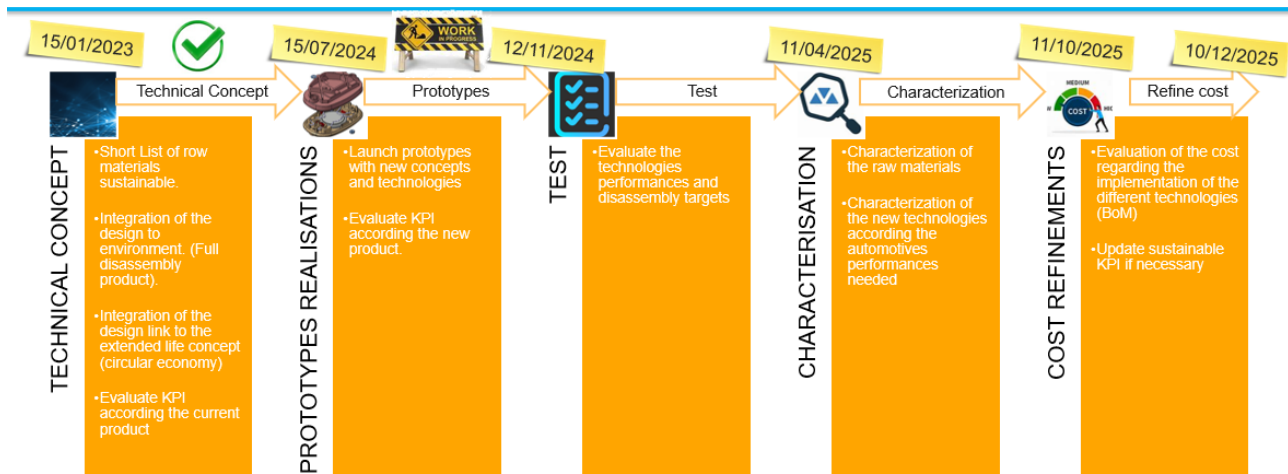 15/01/2023
15/07/2024
WORK
IN PROGRESS
12/11/2024
11/04/2025
11/10/2025
10/12/2025
Technical Concept
Prototypes
Test
Characterization
MEDIUM
COST
Refine cost
TECHNICAL CONCEPT
•Short List of row
materials
sustainable.
•Integration of the
design to
environment. (Full
disassembly
product).
•Integration of the
design link to the
extended life concept
(circular economy)
•Evaluate KPI
according the current
product
PROTOTYPES REALISATIONS
•Launch prototypes
with new concepts
and technologies
•Evaluate KPI
according the new
product.
TEST
•Evaluate the
technologies
performances and
disassembly targets
CHARACTERISATION
•Characterization of
the raw materials
•Characterization of
the new technologies
according the
automotives
performances
needed
COST REFINEMENTS
•Evaluation of the cost
regarding the
implementation of the
different technologies
(BoM)
•Update sustainable
KPI if necessary